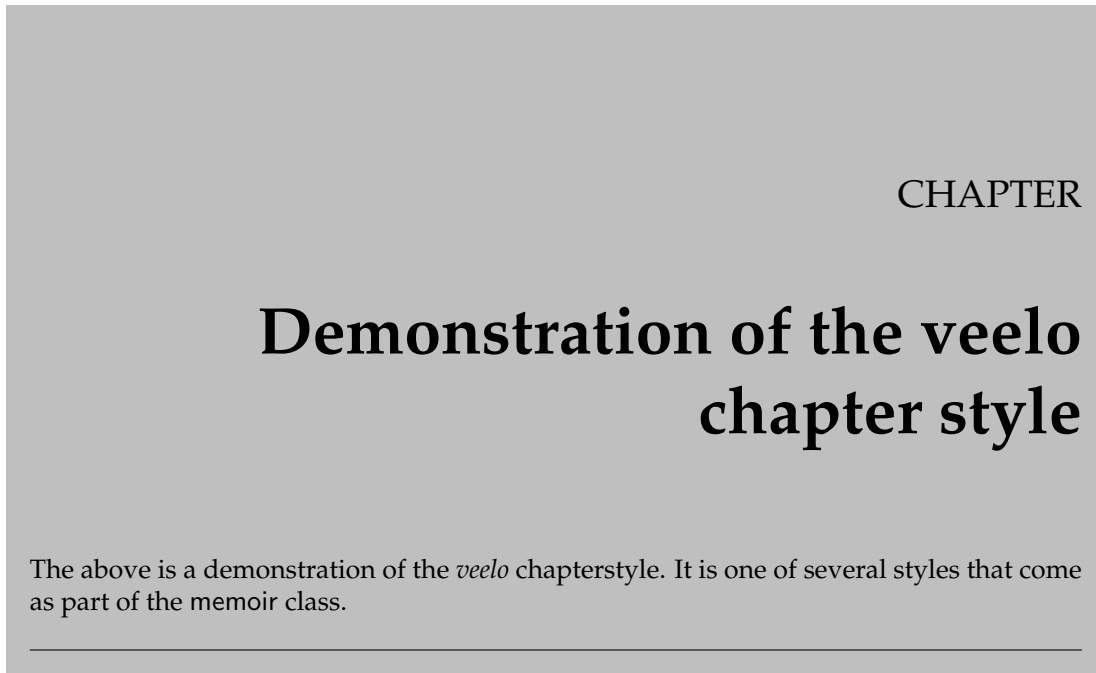 CHAPTER
Demonstration of the veelo
chapter style
The above is a demonstration of the veelo chapterstyle. It is one of several styles that come
as part of the memoir class.